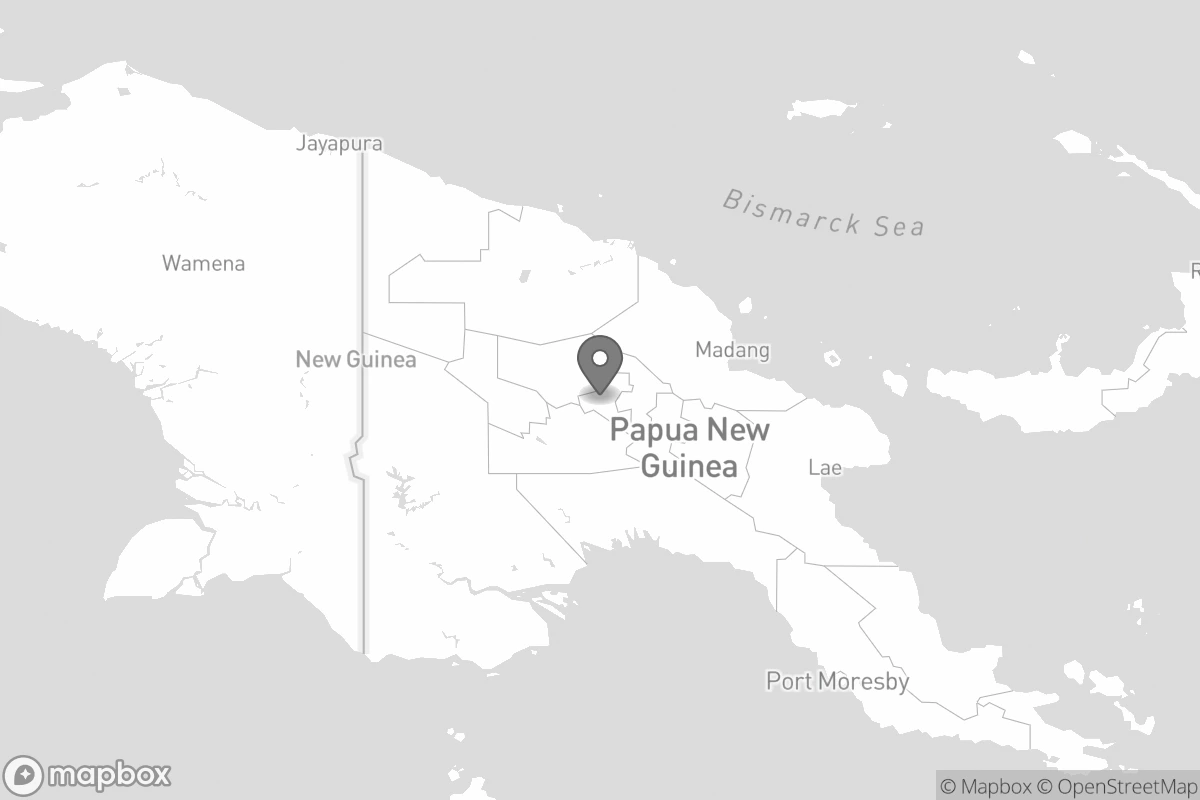 Jayapura
Bismarck Sea
Wamena
R
New Guinea
Madang
Papua New
Guinea
Lae
Port Moresby
mapbox
© Mapbox © OpenStreetMap